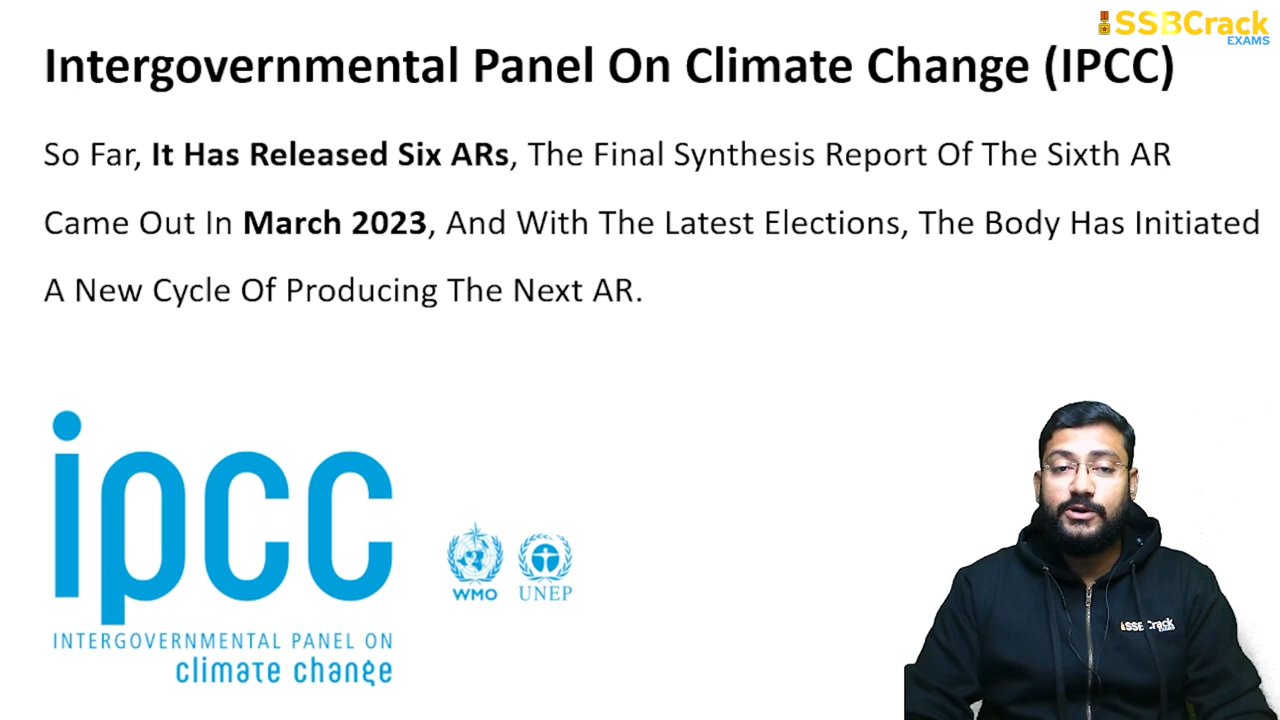 SSBCrack
EXAMS
Intergovernmental Panel On Climate Change (IPCC)
So Far, It Has Released Six ARs, The Final Synthesis Report Of The Sixth AR
Came Out In March 2023, And With The Latest Elections, The Body Has Initiated
A New Cycle Of Producing The Next AR.
ipcc
INTERGOVERNMENTAL PANEL ON
climate change
WMO
UNEP
SSBCrack
EXAMS